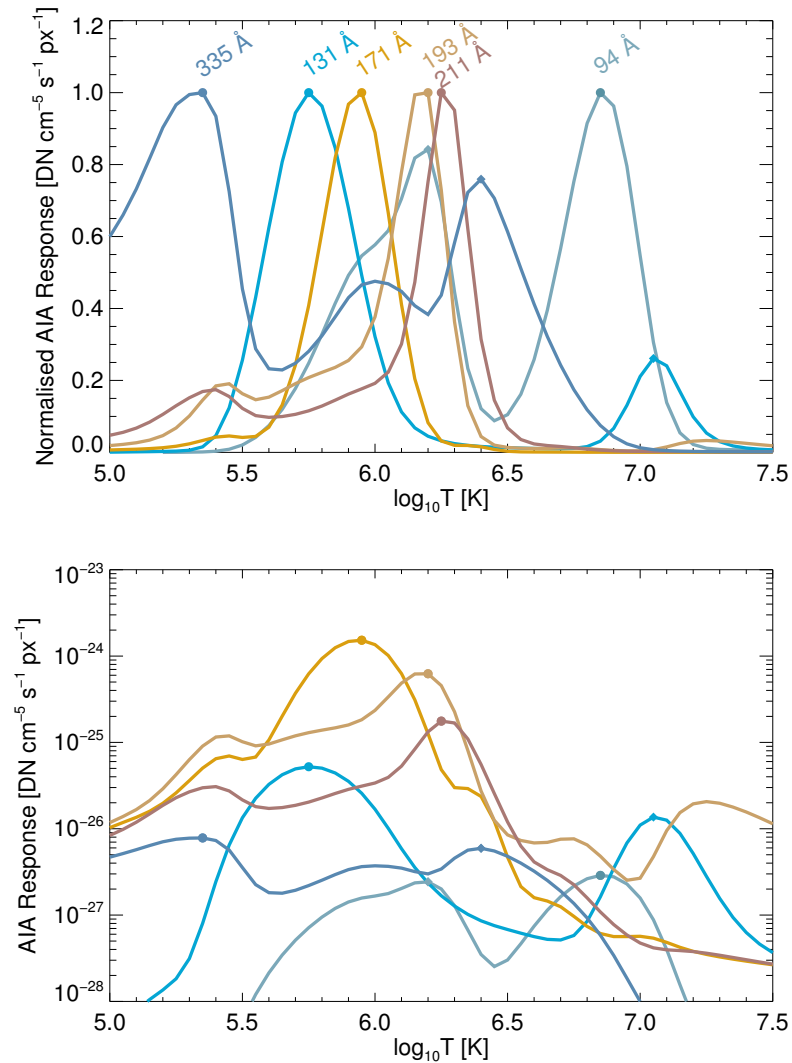 335 Å 131 Å 171 Å 193 Å 211 Å 94 Å
Normalised AIA Response [DN cm⁻⁵ s⁻¹ px⁻¹]
1.2
1.0
0.8
0.6
0.4
0.2
0.0
5.0 5.5 6.0 6.5 7.0 7.5
log₁₀T [K]
AIA Response [DN cm⁻⁵ s⁻¹ px⁻¹]
10⁻²³
10⁻²⁴
10⁻²⁵
10⁻²⁶
10⁻²⁷
10⁻²⁸
5.0 5.5 6.0 6.5 7.0 7.5
log₁₀T [K]